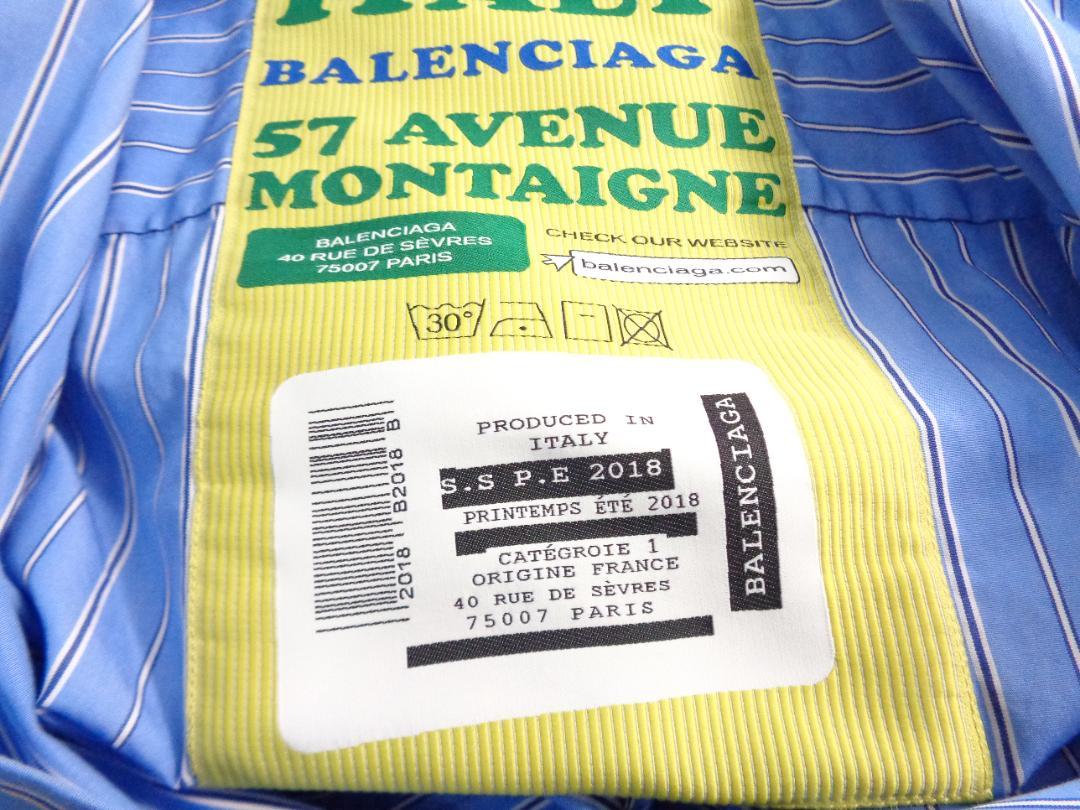 ITALY
BALENCIAGA
57 AVENUE
MONTAIGNE
BALENCIAGA
40 RUE DE SÈVRES
75007 PARIS
CHECK OUR WEBSITE
balenciaga.com
30°
PRODUCED IN
ITALY
S.S P.E 2018
PRINTEMPS ÉTÉ 2018
CATÉGROIE 1
ORIGINE FRANCE
40 RUE DE SÈVRES
75007 PARIS
2018 B2018 B
BALENCIAGA